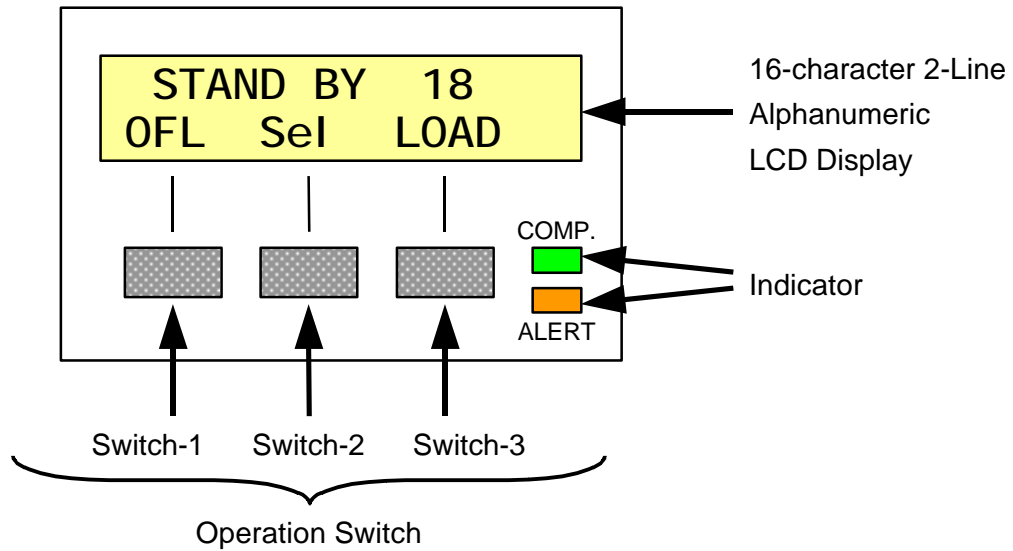 STAND BY 18
OFL Sel LOAD
16-character 2-Line
Alphanumeric
LCD Display
COMP.
Indicator
ALERT
Switch-1 Switch-2 Switch-3
Operation Switch